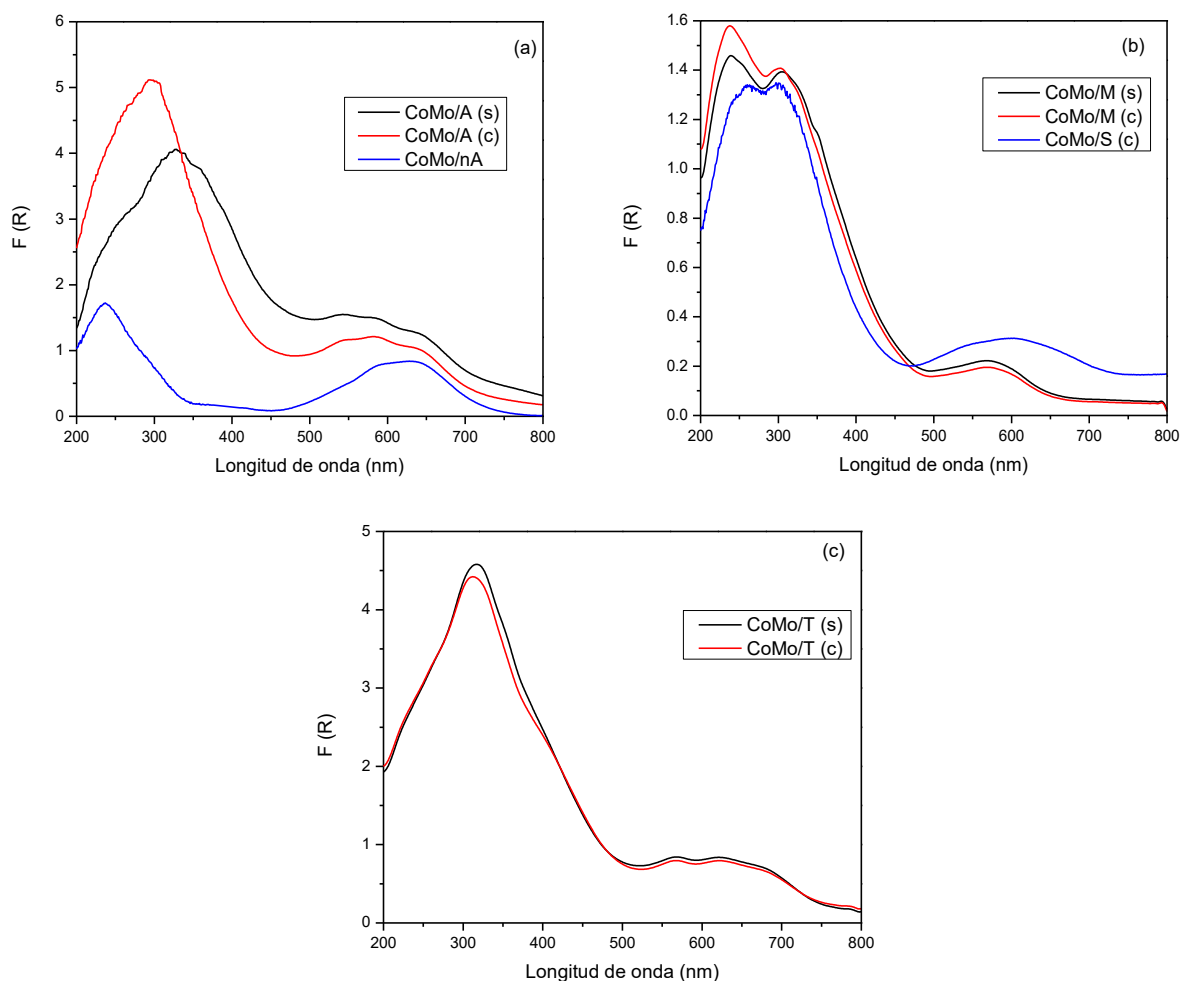 (a)
6
5
4
3
2
1
0
F (R)
CoMo/A (s)
CoMo/A (c)
CoMo/nA
200 300 400 500 600 700 800
Longitud de onda (nm)
(b)
1.6
1.4
1.2
1.0
0.8
0.6
0.4
0.2
0.0
F (R)
CoMo/M (s)
CoMo/M (c)
CoMo/S (c)
200 300 400 500 600 700 800
Longitud de onda (nm)
(c)
5
4
3
2
1
0
F (R)
CoMo/T (s)
CoMo/T (c)
200 300 400 500 600 700 800
Longitud de onda (nm)